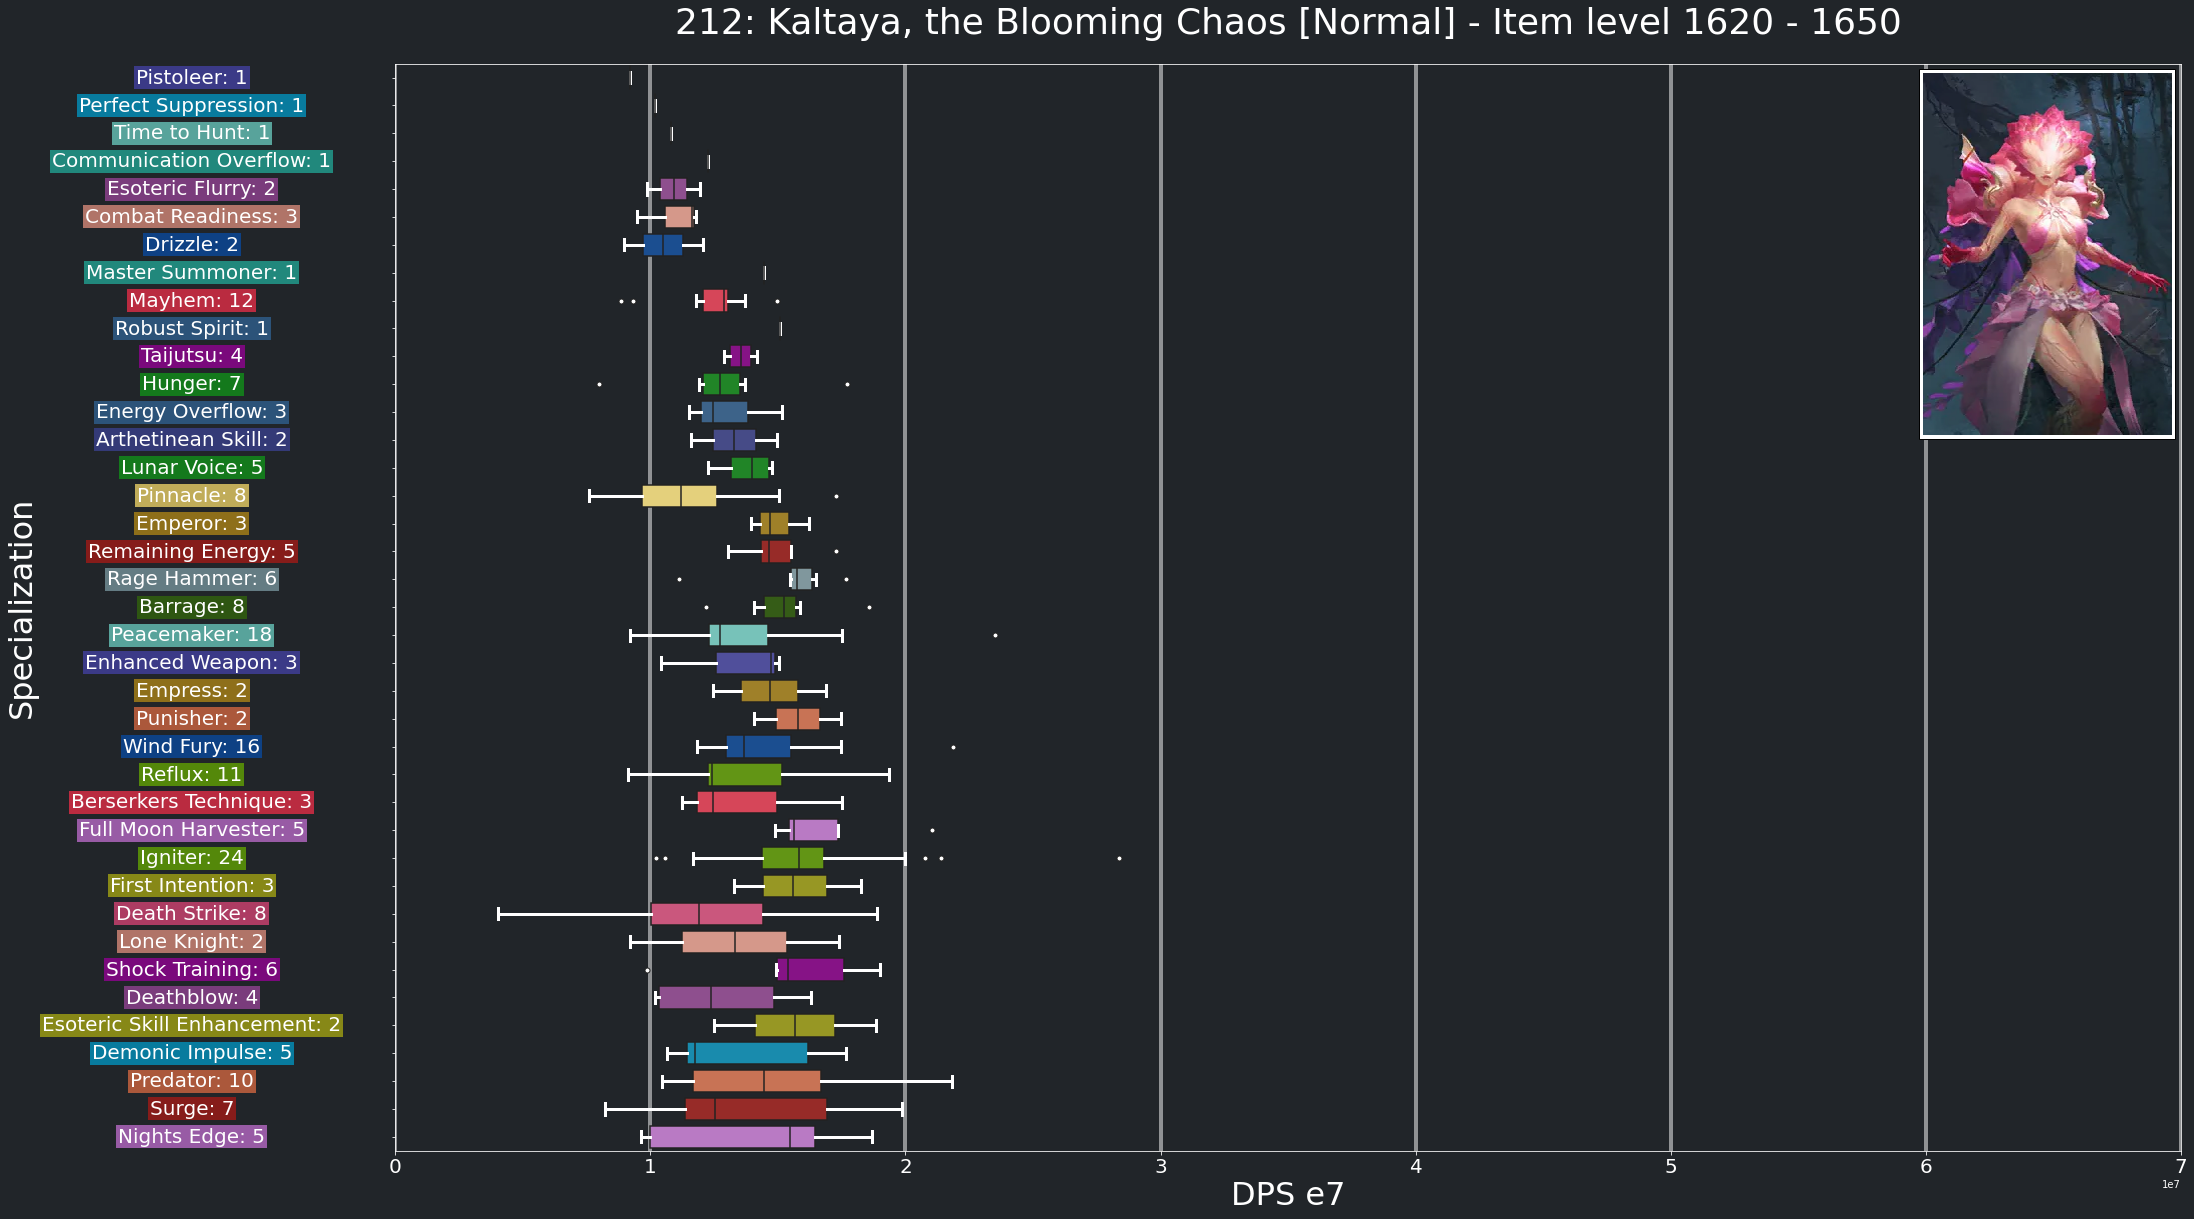 212: Kaltaya, the Blooming Chaos [Normal] - Item level 1620 - 1650
Pistoleer: 1
Perfect Suppression: 1
Time to Hunt: 1
Communication Overflow: 1
Esoteric Flurry: 2
Combat Readiness: 3
Drizzle: 2
Master Summoner: 1
Mayhem: 12
Robust Spirit: 1
Taijutsu: 4
Hunger: 7
Energy Overflow: 3
Arthetinean Skill: 2
Lunar Voice: 5
Pinnacle: 8
Emperor: 3
Remaining Energy: 5
Rage Hammer: 6
Barrage: 8
Peacemaker: 18
Enhanced Weapon: 3
Empress: 2
Punisher: 2
Wind Fury: 16
Reflux: 11
Berserkers Technique: 3
Full Moon Harvester: 5
Igniter: 24
First Intention: 3
Death Strike: 8
Lone Knight: 2
Shock Training: 6
Deathblow: 4
Esoteric Skill Enhancement: 2
Demonic Impulse: 5
Predator: 10
Surge: 7
Nights Edge: 5
Specialization
0 1 2 3 4 5 6 7
1e7
DPS e7